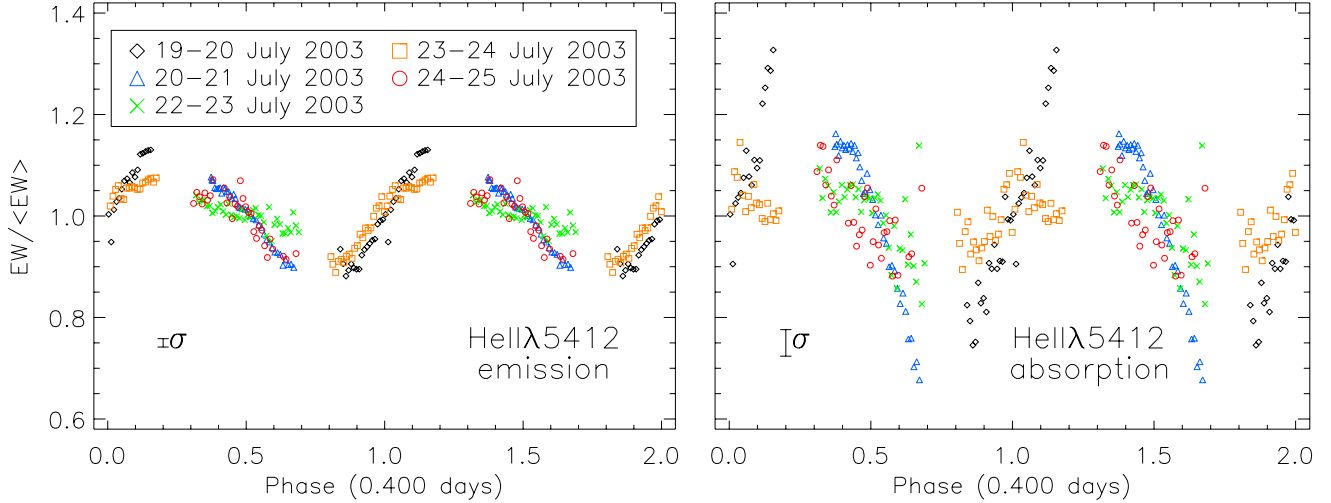 EW/<EW>
1.4
1.2
1.0
0.8
0.6
19−20 July 2003
20−21 July 2003
22−23 July 2003
23−24 July 2003
24−25 July 2003
σ
HeIIλ5412
emission
0.0
0.5
1.0
1.5
2.0
Phase (0.400 days)
σ
HeIIλ5412
absorption
0.0
0.5
1.0
1.5
2.0
Phase (0.400 days)